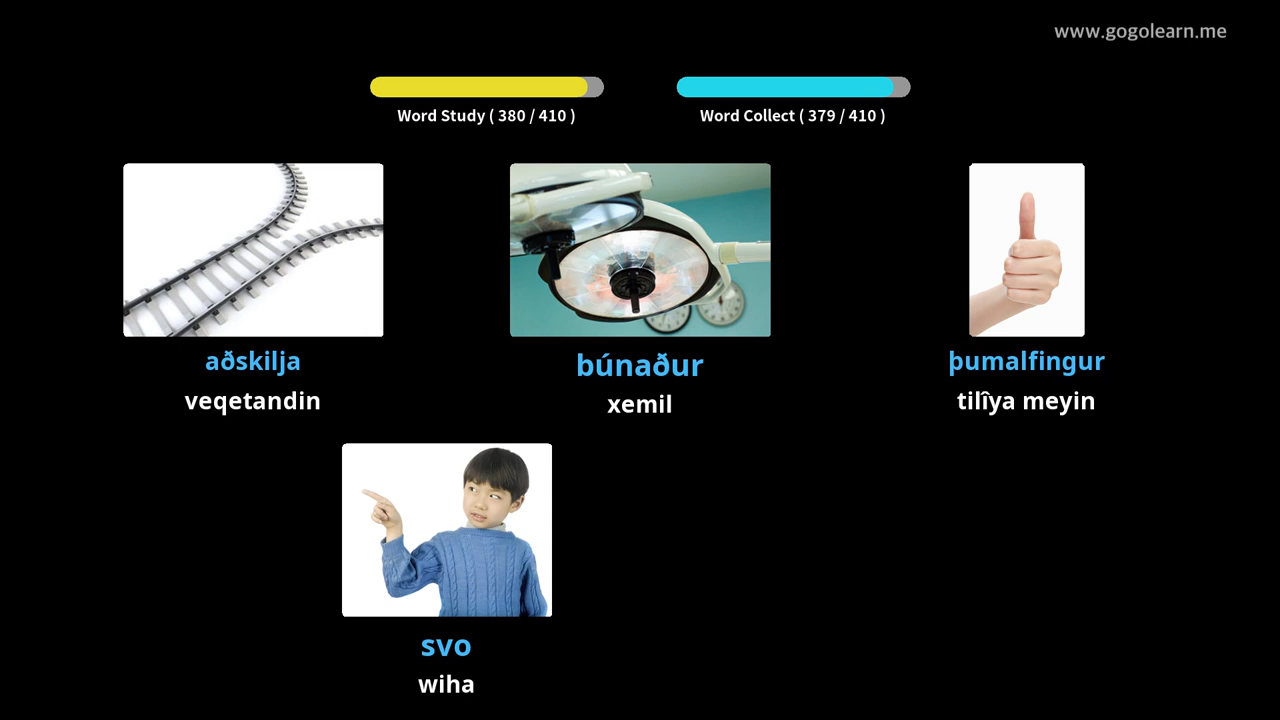 www.gogolearn.me
Word Study ( 380 / 410 )
Word Collect ( 379 / 410 )
aðskilja
veqetandin
búnaður
xemil
þumalfingur
tilîya meyin
svo
wiha